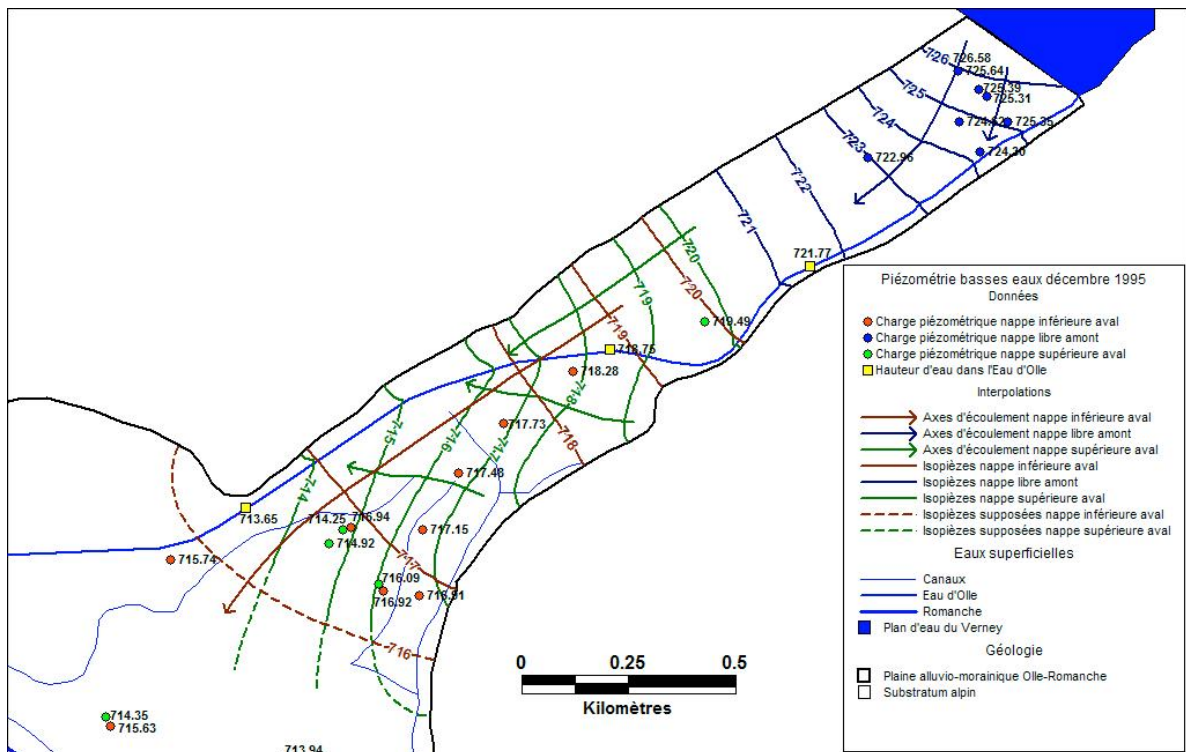 726.58
726
725.64
725
725.39
725.31
724
724.62
725.35
723
724.30
722.96
722
721
721.77
720
719
720
719
719.49
718.75
718.28
718
717.73
718
717
716
715
717.48
714
714.25
716.94
714.92
717.15
713.65
717
715.74
716.09
716.92
716.91
716
714.35
715.63
713.94
0 0.25 0.5
Kilomètres
Piézométrie basses eaux décembre 1995
Données
Charge piézométrique nappe inférieure aval
Charge piézométrique nappe libre amont
Charge piézométrique nappe supérieure aval
Hauteur d'eau dans l'Eau d'Olle
Interpolations
Axes d'écoulement nappe inférieure aval
Axes d'écoulement nappe libre amont
Axes d'écoulement nappe supérieure aval
Isopièzes nappe inférieure aval
Isopièzes nappe libre amont
Isopièzes nappe supérieure aval
Isopièzes supposées nappe inférieure aval
Isopièzes supposées nappe supérieure aval
Eaux superficielles
Canaux
Eau d'Olle
Romanche
Plan d'eau du Verney
Géologie
Plaine alluvio-morainique Olle-Romanche
Substratum alpin